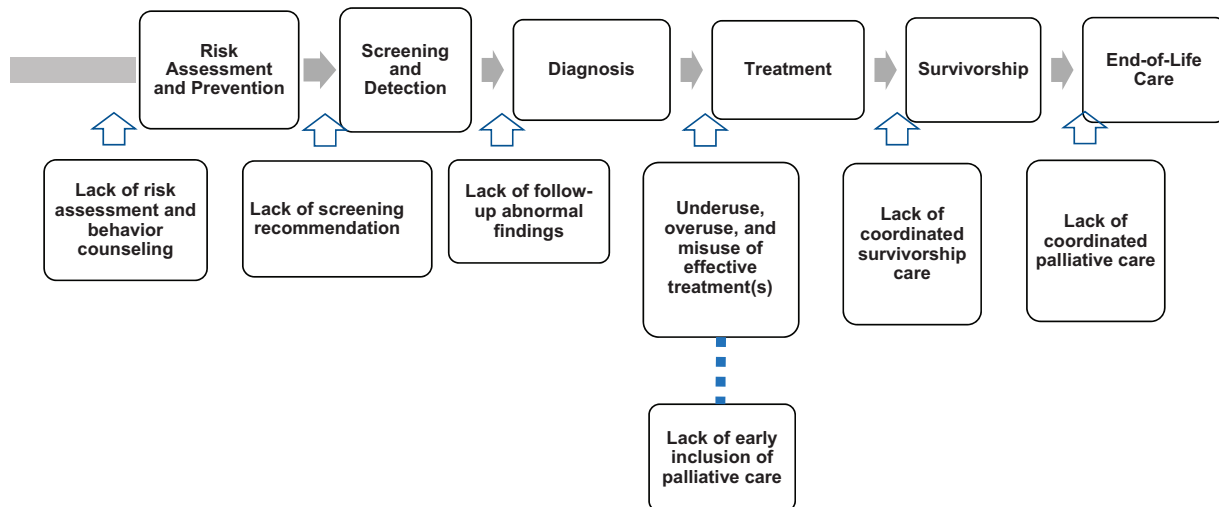 Risk
Assessment
and Prevention
Screening
and
Detection
Diagnosis
Treatment
Survivorship
End-of-Life
Care
Lack of risk
assessment and
behavior
counseling
Lack of screening
recommendation
Lack of follow-
up abnormal
findings
Underuse,
overuse, and
misuse of
effective
treatment(s)
Lack of
coordinated
survivorship
care
Lack of
coordinated
palliative care
Lack of early
inclusion of
palliative care